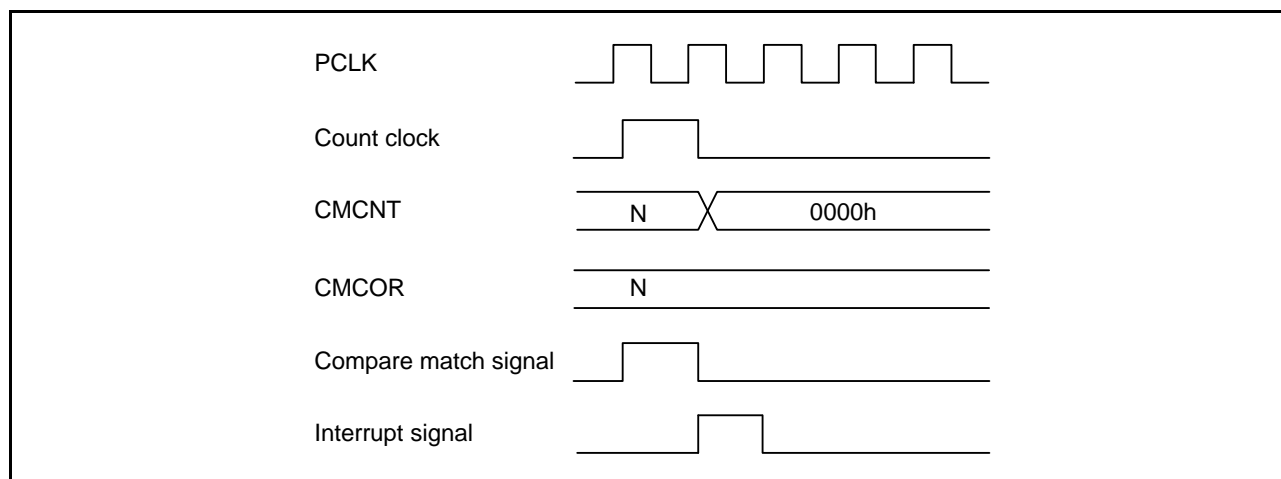 PCLK
Count clock
CMCNT N 0000h
CMCOR N
Compare match signal
Interrupt signal